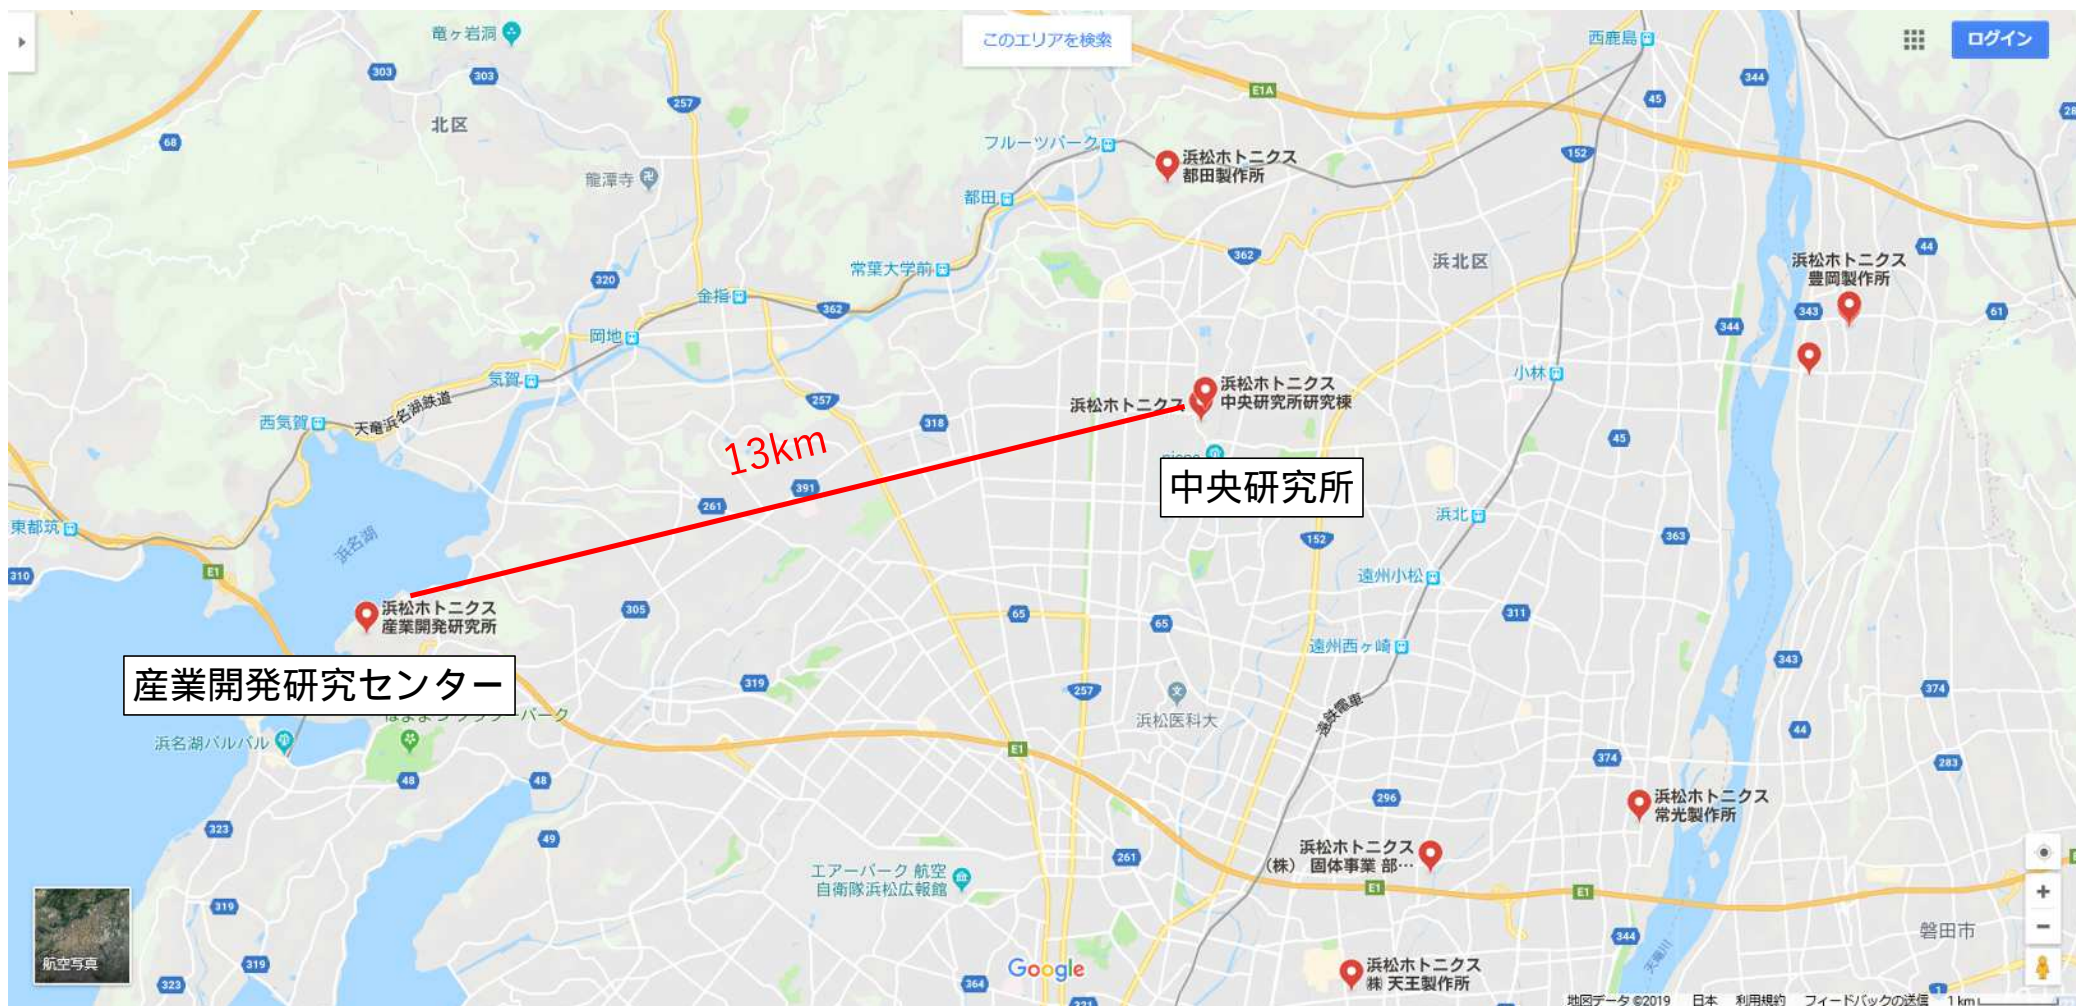 竜ヶ岩洞
このエリアを検索
西鹿島
ログイン
303
303
257
E1A
344
45
28
北区
68
フルーツパーク
浜松ホトニクス
都田製作所
152
龍潭寺
都田
362
浜北区
44
浜松ホトニクス
豊岡製作所
常葉大学前
320
金指
362
343
61
61
344
岡地
気賀
小林
浜松ホトニクス
中央研究所研究棟
浜松ホトニクス
257
318
西気賀
天竜浜名湖鉄道
13km
45
中央研究所
391
261
浜北
東都筑
浜名湖
152
363
310
E1
遠州小松
浜松ホトニクス
産業開発研究所
305
65
65
311
遠州西ヶ崎
343
産業開発研究センター
319
257
374
浜松医科大
遠鉄電車
浜名湖パルパル
44
E1
374
283
48
48
296
浜松ホトニクス
常光製作所
323
49
浜松ホトニクス
(株) 固体事業 部…
261
エアーパーク 航空
自衛隊浜松広報館
E1
E1
319
磐田市
344
天竜川
航空写真
319
323
Google
364
321
浜松ホトニクス
㈱ 天王製作所
1
地図データ ©2019 日本 利用規約 フィードバックの送信 1 km